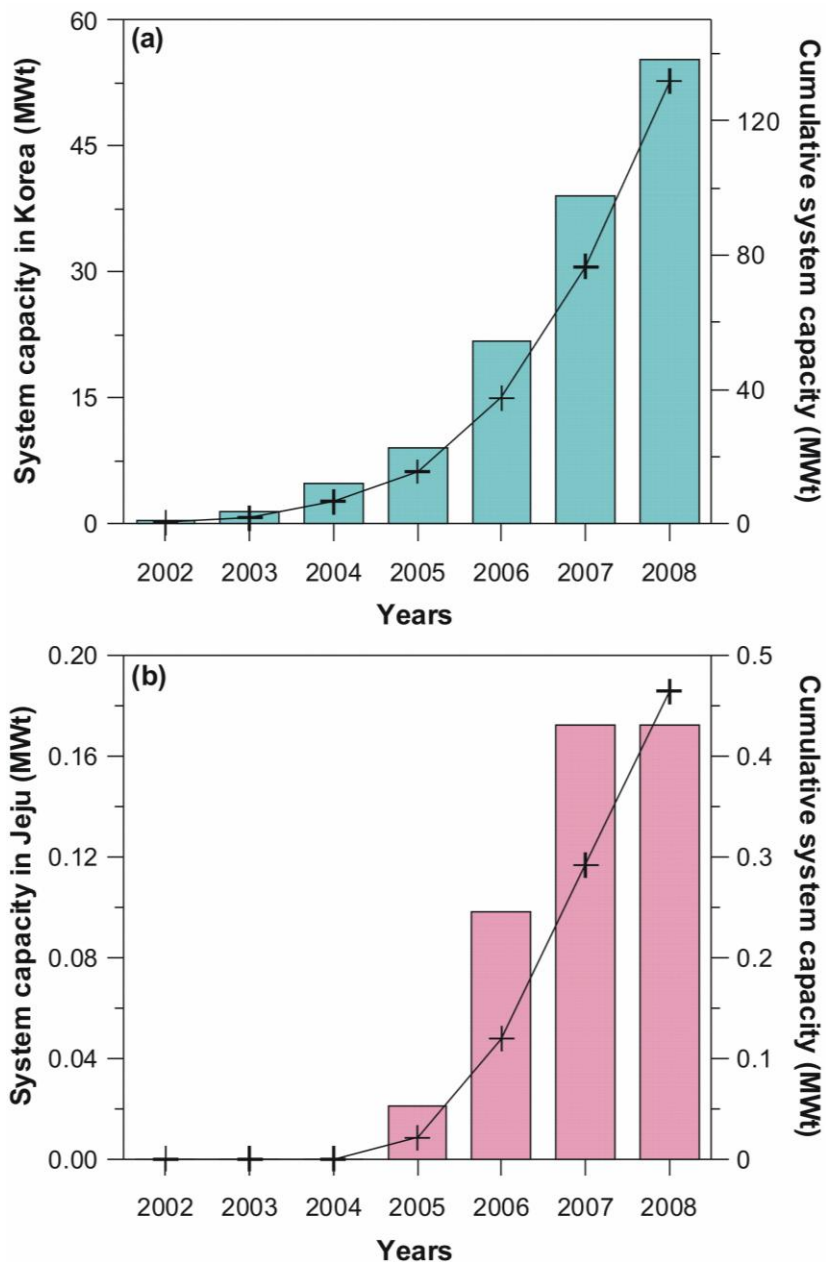 (a)
System capacity in Korea (MWt)
60
45
30
15
0
Cumulative system capacity (MWt)
120
80
40
0
2002 2003 2004 2005 2006 2007 2008
Years
(b)
System capacity in Jeju (MWt)
0.20
0.16
0.12
0.08
0.04
0.00
Cumulative system capacity (MWt)
0.5
0.4
0.3
0.2
0.1
0
2002 2003 2004 2005 2006 2007 2008
Years